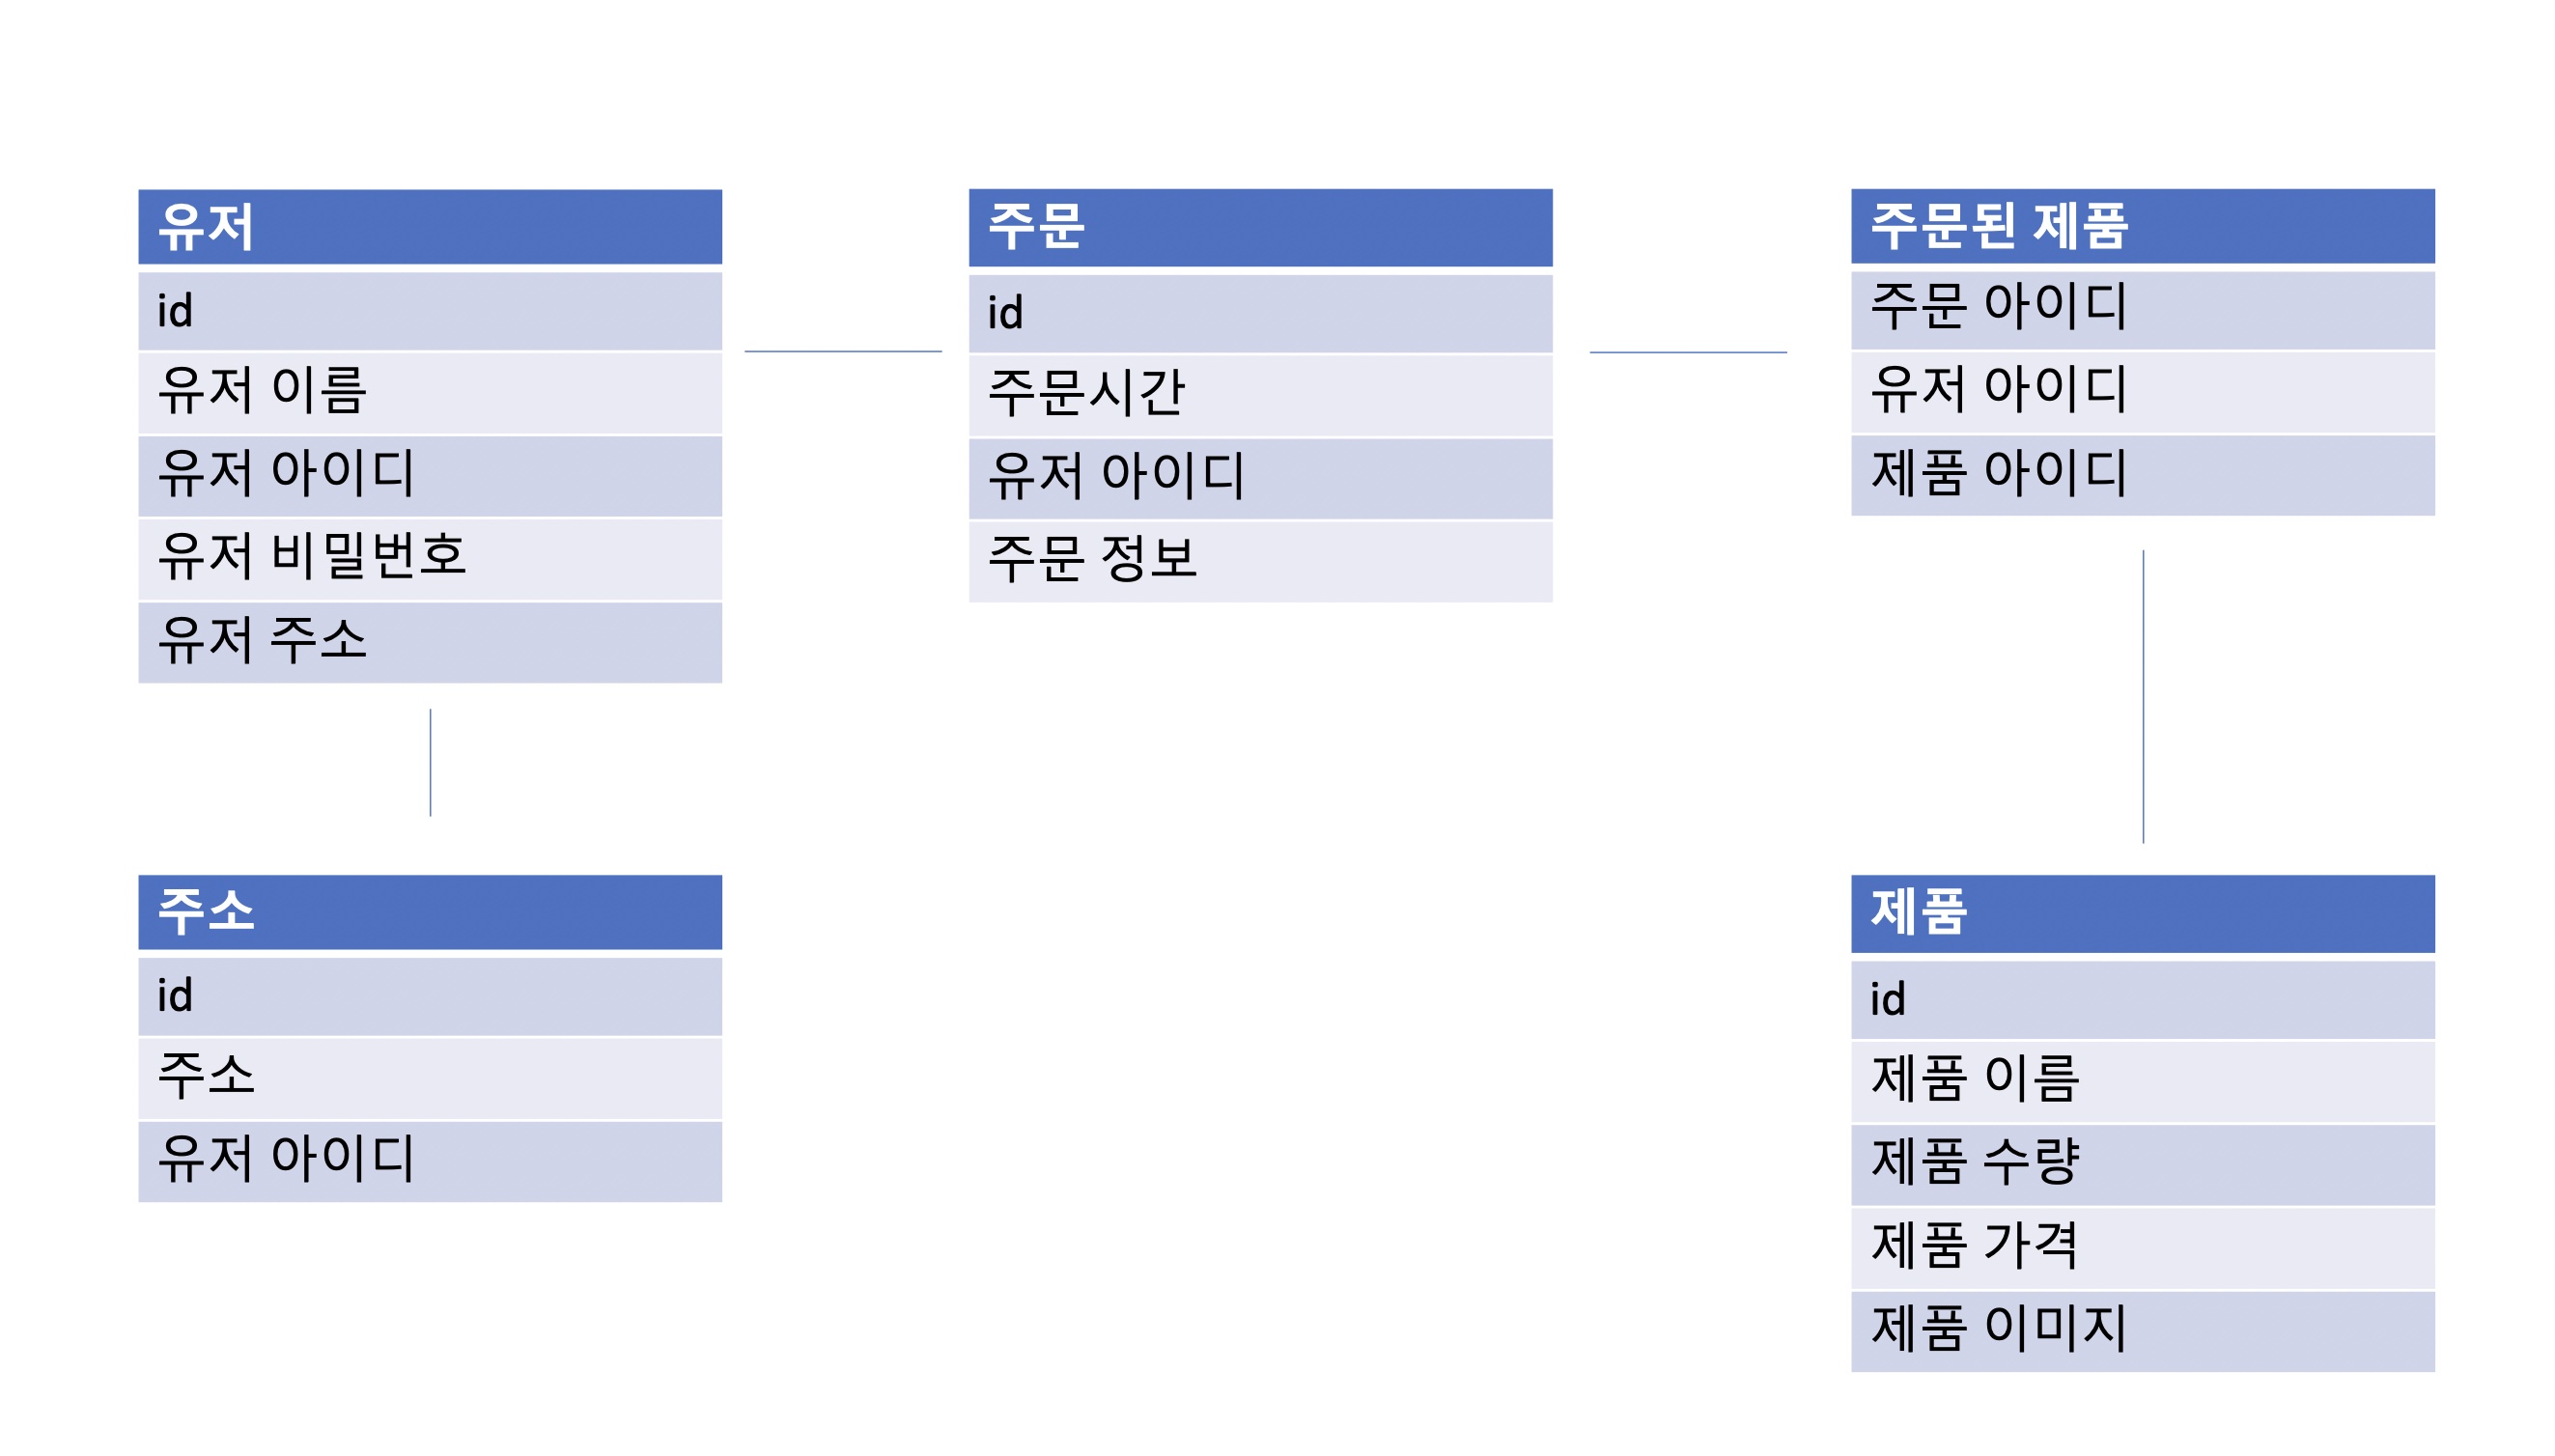 유저
id
유저 이름
유저 아이디
유저 비밀번호
유저 주소
주문
id
주문시간
유저 아이디
주문 정보
주문된 제품
주문 아이디
유저 아이디
제품 아이디
주소
id
주소
유저 아이디
제품
id
제품 이름
제품 수량
제품 가격
제품 이미지